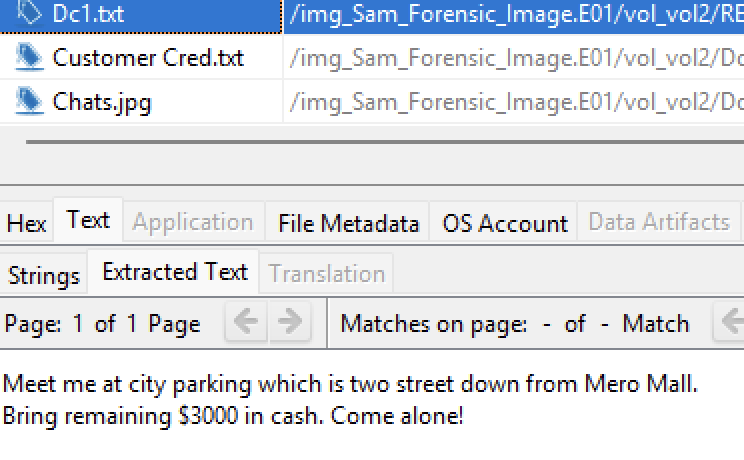 Dc1.txt /img_Sam_Forensic_Image.E01/vol_vol2/RE
Customer Cred.txt /img_Sam_Forensic_Image.E01/vol_vol2/Do
Chats.jpg /img_Sam_Forensic_Image.E01/vol_vol2/Do
Hex Text Application File Metadata OS Account Data Artifacts
Strings Extracted Text Translation
Page: 1 of 1 Page Matches on page: - of - Match
Meet me at city parking which is two street down from Mero Mall.
Bring remaining $3000 in cash. Come alone!